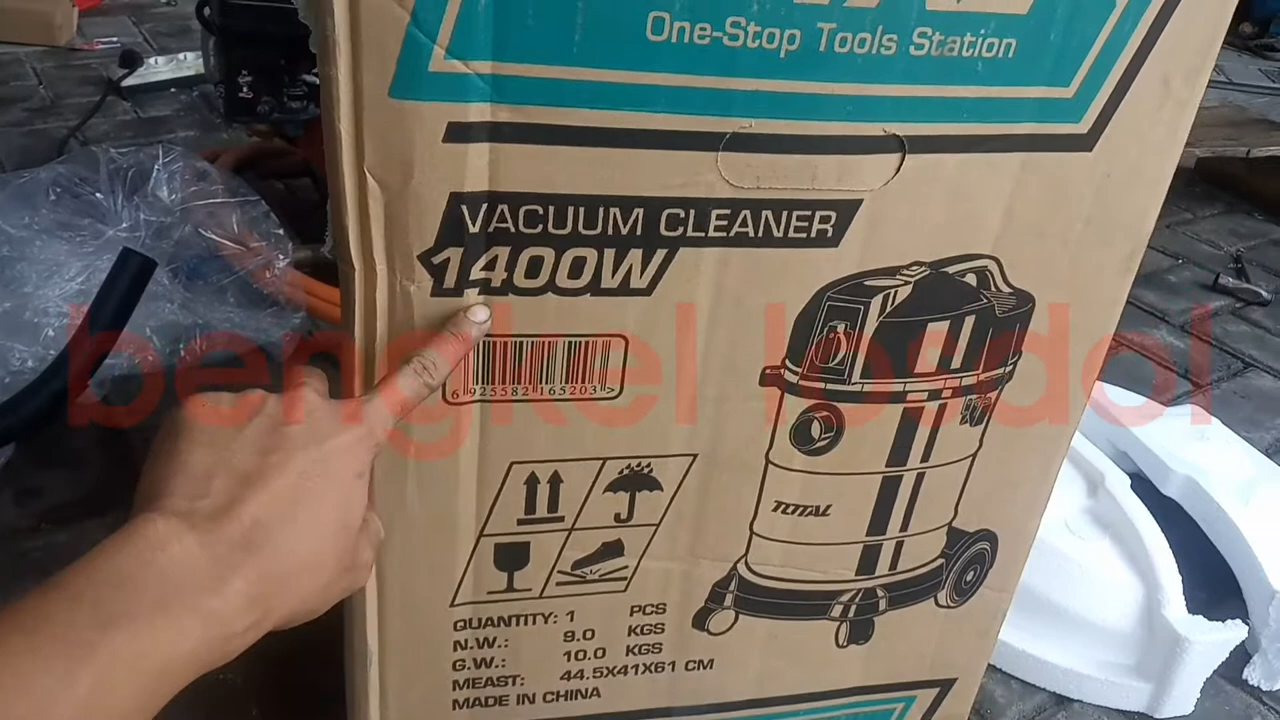 One-Stop Tools Station
VACUUM CLEANER
1400W
6 925582 165203 >
bengkel losdol
TOTAL
QUANTITY: 1 PCS
N.W.: 9.0 KGS
G.W.: 10.0 KGS
MEAST: 44.5X41X61 CM
MADE IN CHINA